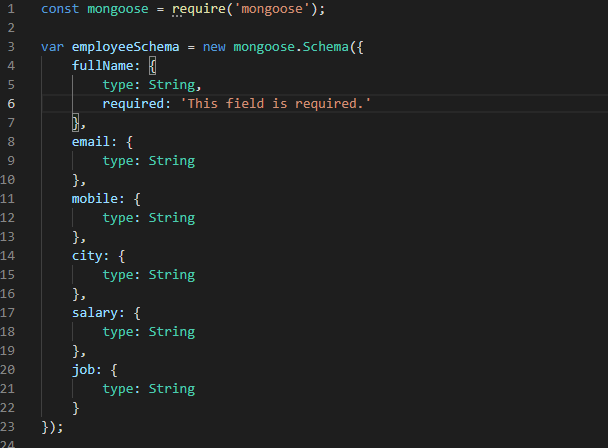 1 const mongoose = require('mongoose');
2
3 var employeeSchema = new mongoose.Schema({
4 fullName: {
5 type: String,
6 required: 'This field is required.'
7 },
8 email: {
9 type: String
10 },
11 mobile: {
12 type: String
13 },
14 city: {
15 type: String
16 },
17 salary: {
18 type: String
19 },
20 job: {
21 type: String
22 }
23 });
24